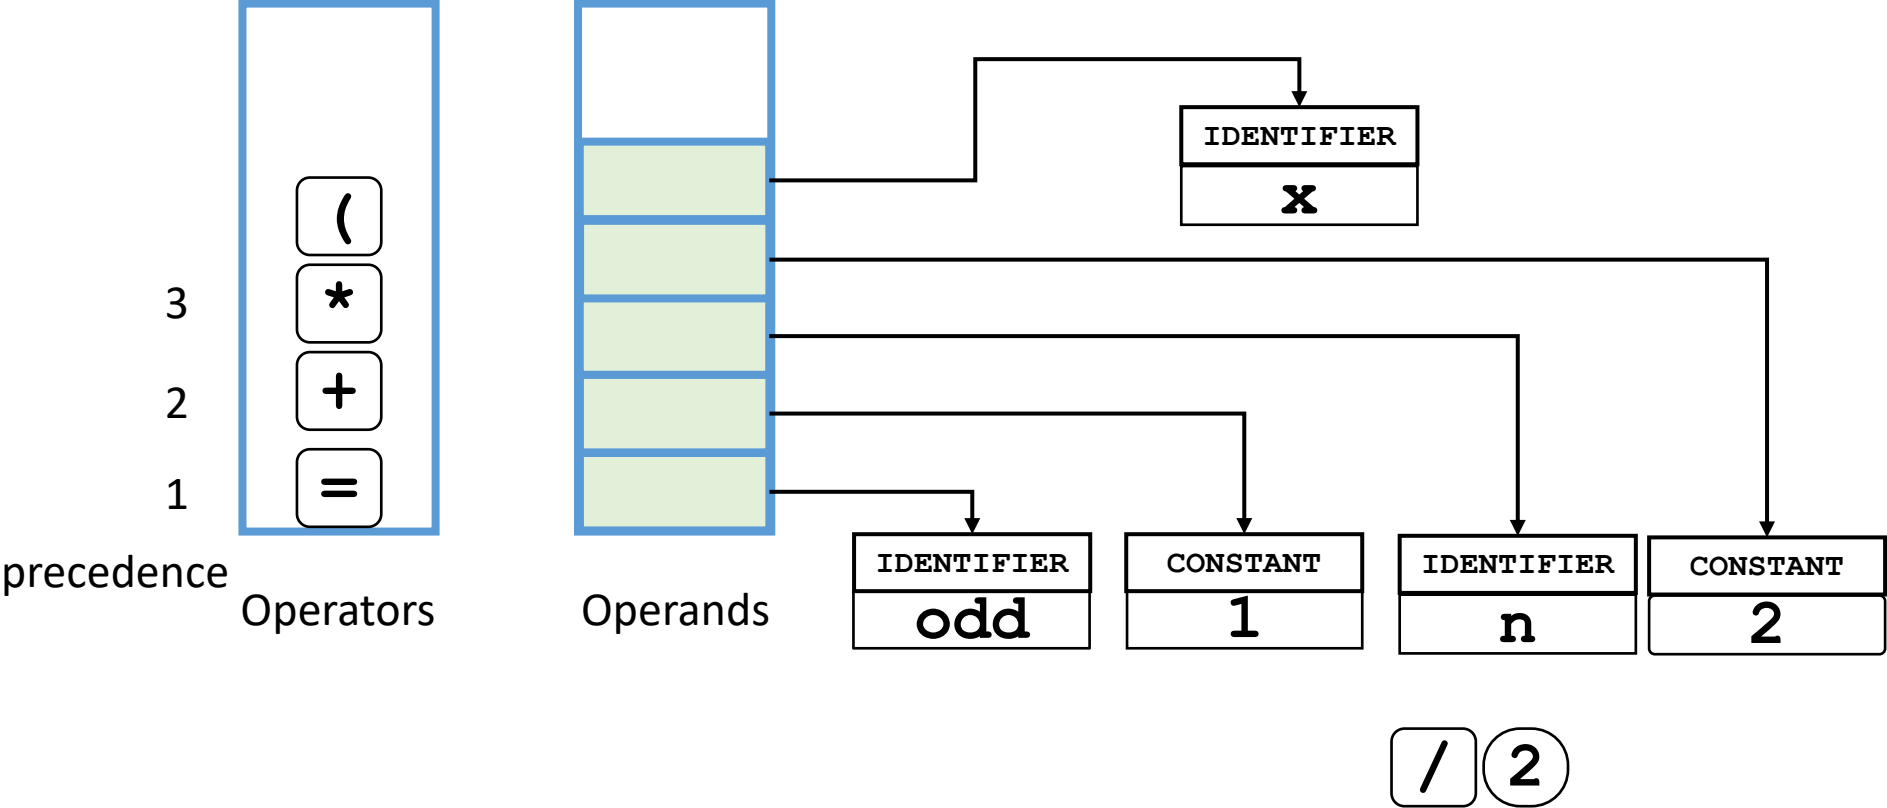 IDENTIFIER
x
(
3 *
2 +
1 =
precedence
Operators
Operands
IDENTIFIER
odd
CONSTANT
1
IDENTIFIER
n
CONSTANT
2
/ 2